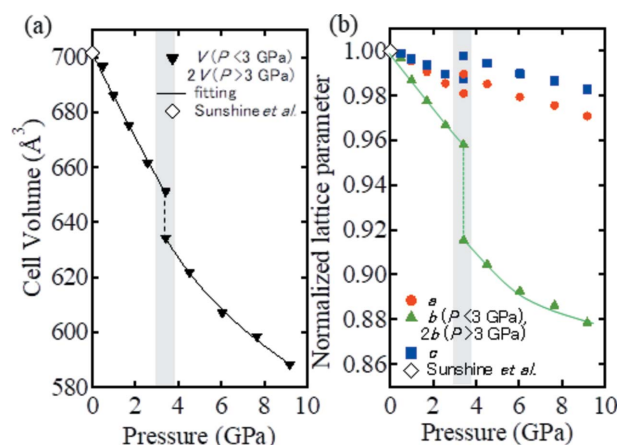 (a)
(b)
Cell Volume (Å³)
700
680
660
640
620
600
580
0 2 4 6 8 10
Pressure (GPa)
V(P<3 GPa)
2V(P>3 GPa)
fitting
Sunshine et al.
Normalized lattice parameter
1.00
0.98
0.96
0.94
0.92
0.90
0.88
0.86
0 2 4 6 8 10
Pressure (GPa)
a
b(P<3 GPa),
2b(P>3 GPa)
c
Sunshine et al.